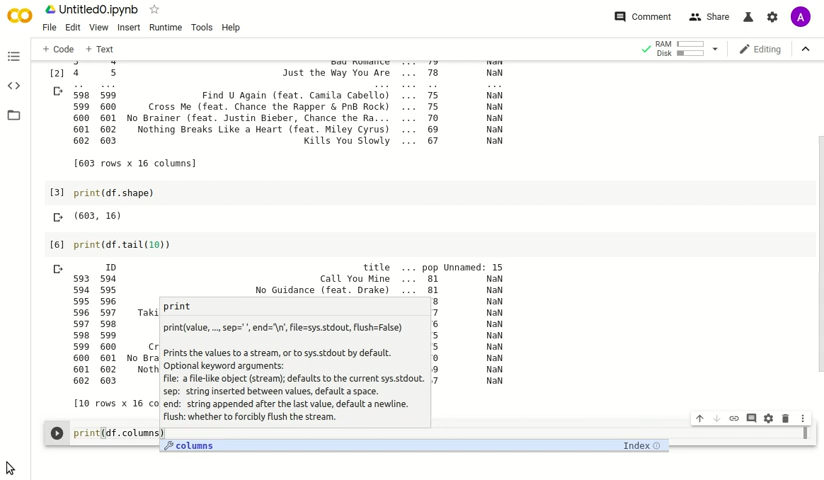 Untitled0.ipynb
Comment
Share
A
File Edit View Insert Runtime Tools Help
+ Code + Text
RAM
Disk
Editing
4 Bad Romance ... 79 NaN
[2] 4 5 Just the Way You Are ... 78 NaN
.. ... ... ... ... ...
598 599 Find U Again (feat. Camila Cabello) ... 75 NaN
599 600 Cross Me (feat. Chance the Rapper & PnB Rock) ... 75 NaN
600 601 No Brainer (feat. Justin Bieber, Chance the Ra... ... 70 NaN
601 602 Nothing Breaks Like a Heart (feat. Miley Cyrus) ... 69 NaN
602 603 Kills You Slowly ... 67 NaN
[603 rows x 16 columns]
[3] print(df.shape)
(603, 16)
[6] print(df.tail(10))
ID title ... pop Unnamed: 15
593 594 Call You Mine ... 81 NaN
594 595 No Guidance (feat. Drake) ... 81 NaN
595 596 78 NaN
596 597 Taki 77 NaN
597 598 76 NaN
598 599 75 NaN
599 600 Cr 75 NaN
600 601 No Bra 70 NaN
601 602 Noth 69 NaN
602 603 67 NaN
[10 rows x 16 co
print
print(value, ..., sep=' ', end='\n', file=sys.stdout, flush=False)
Prints the values to a stream, or to sys.stdout by default.
Optional keyword arguments:
file: a file-like object (stream); defaults to the current sys.stdout.
sep: string inserted between values, default a space.
end: string appended after the last value, default a newline.
flush: whether to forcibly flush the stream.
print(df.columns)
columns Index